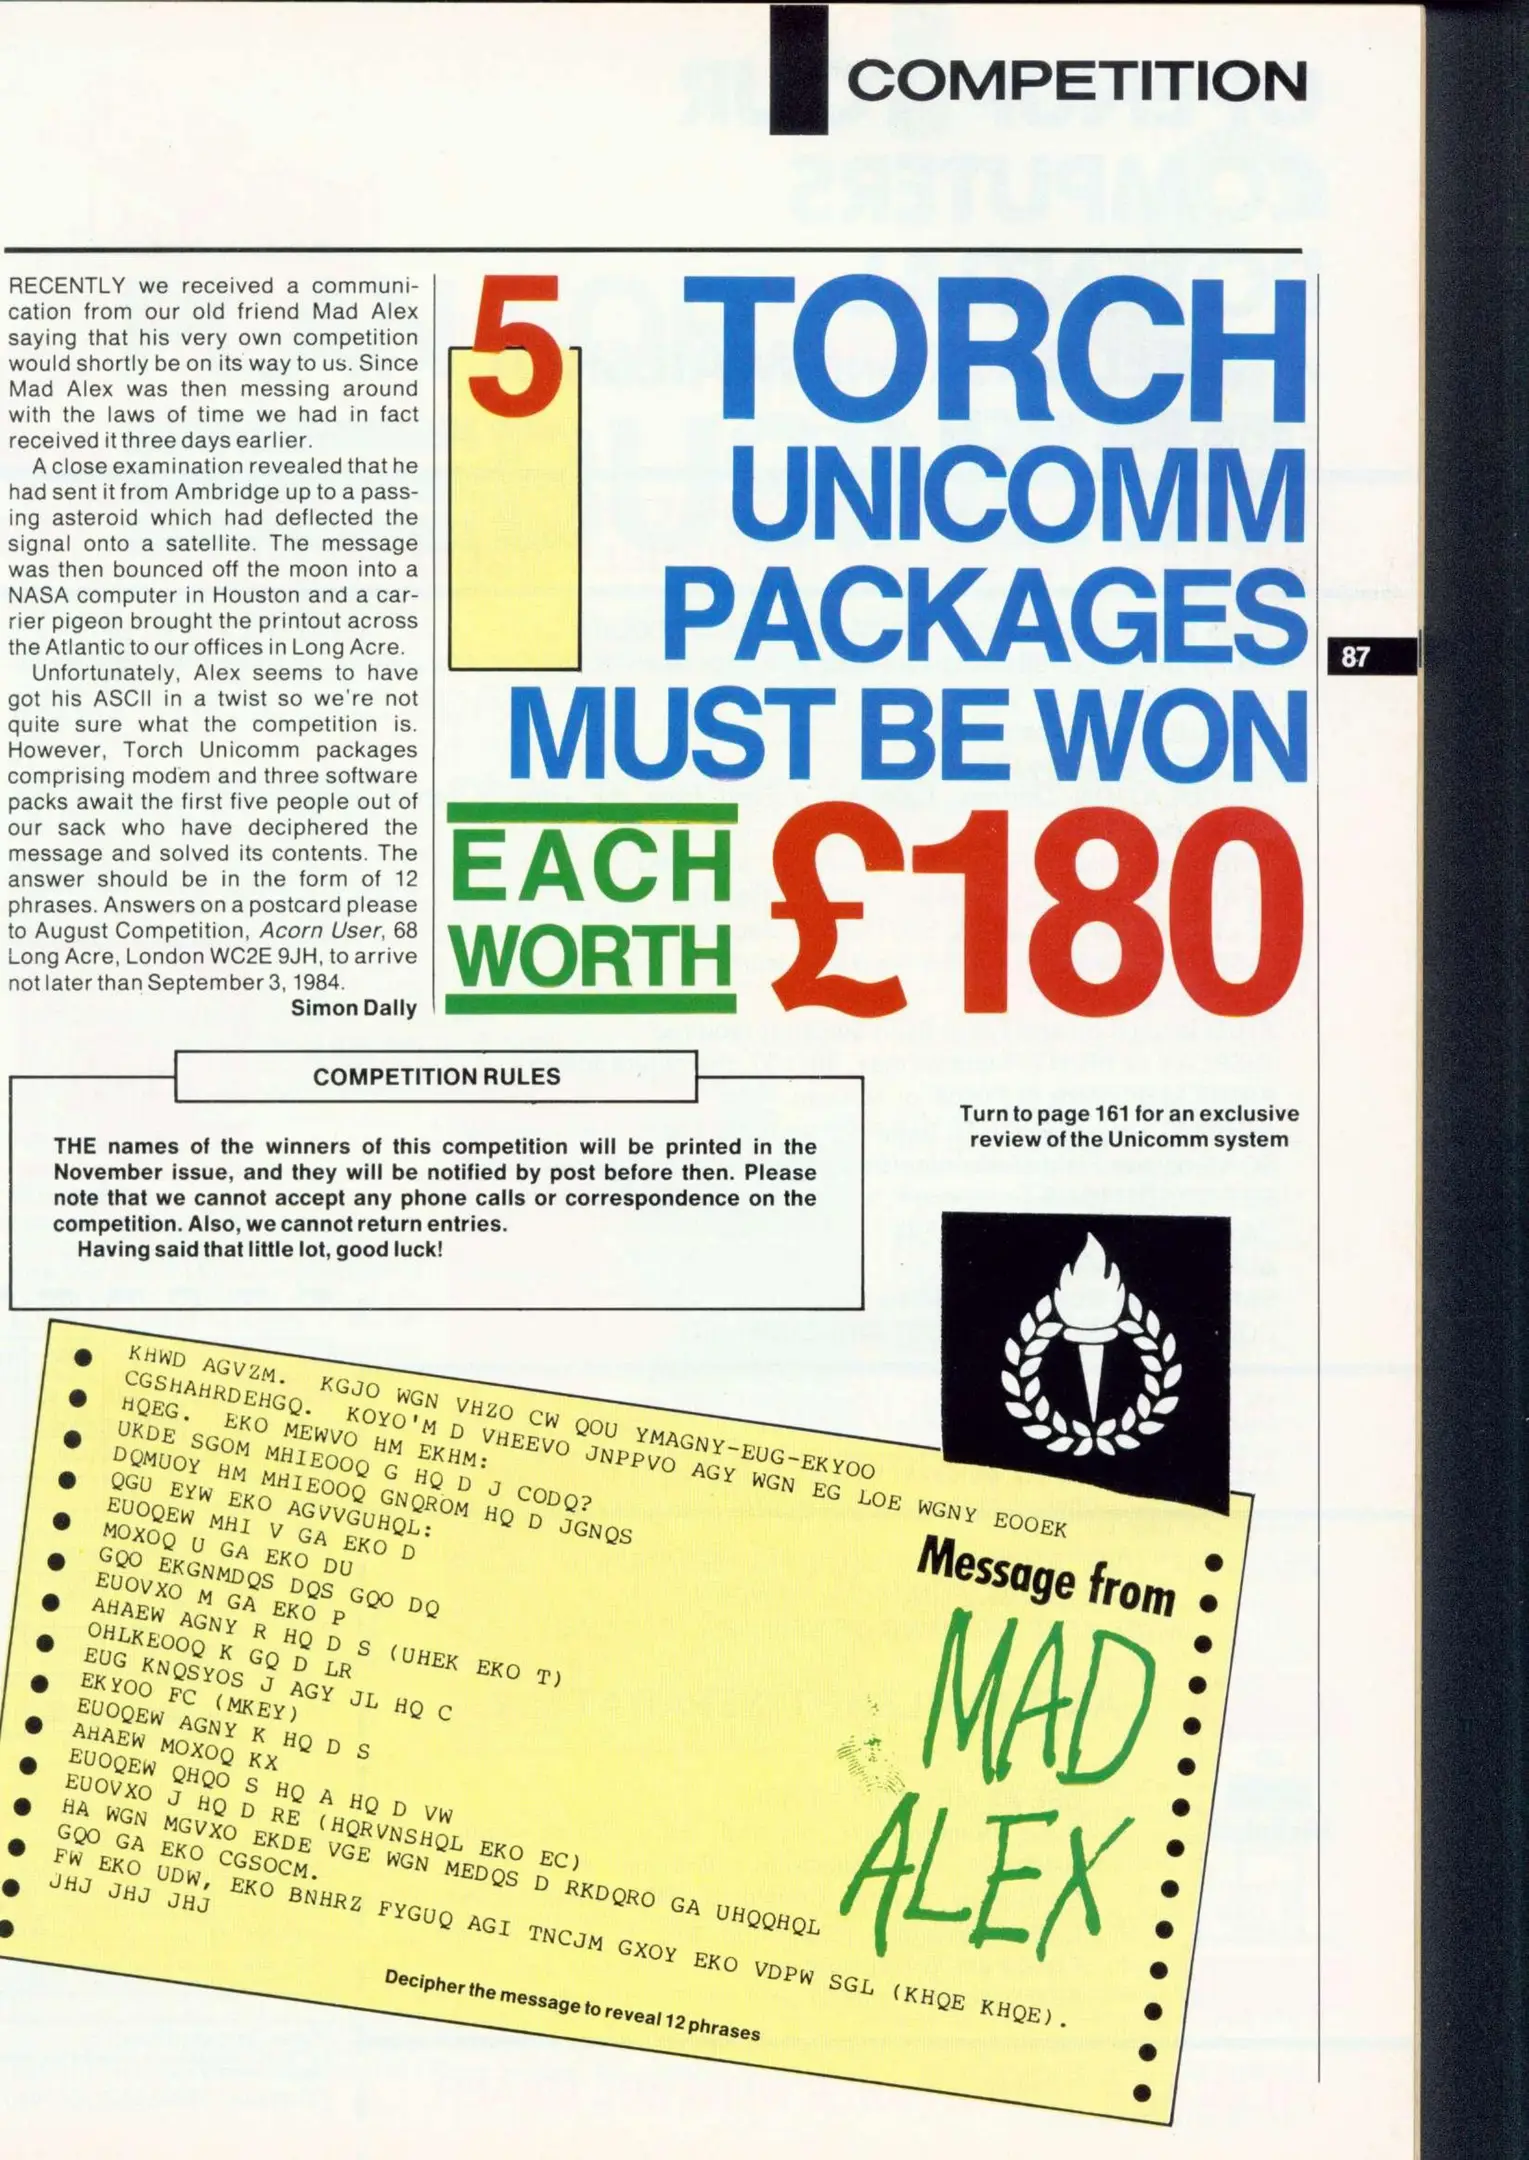 COMPETITION
RECENTLY we received a communi-
cation from our old friend Mad Alex
saying that his very own competition
would shortly be on its way to us. Since
Mad Alex was then messing around
with the laws of time we had in fact
received it three days earlier.
A close examination revealed that he
had sent it from Ambridge up to a pass-
ing asteroid which had deflected the
signal onto a satellite. The message
was then bounced off the moon into a
NASA computer in Houston and a car-
rier pigeon brought the printout across
the Atlantic to our offices in Long Acre.
Unfortunately, Alex seems to have
got his ASCII in a twist so we're not
quite sure what the competition is.
However, Torch Unicomm packages
comprising modem and three software
packs await the first five people out of
our sack who have deciphered the
message and solved its contents. The
answer should be in the form of 12
phrases. Answers on a postcard please
to August Competition, Acorn User, 68
Long Acre, London WC2E 9JH, to arrive
not later than September 3, 1984.
Simon Dally
5 TORCH
UNICOMM
PACKAGES
MUST BE WON
EACH
WORTH
£180
87
COMPETITION RULES
THE names of the winners of this competition will be printed in the
November issue, and they will be notified by post before then. Please
note that we cannot accept any phone calls or correspondence on the
competition. Also, we cannot return entries.
Having said that little lot, good luck!
Turn to page 161 for an exclusive
review of the Unicomm system
KHWD AGVZM. KGJO WGN VHZO CW QOU YMAGNY-EUG-EKYOO
CGSHAHRDEHGQ. KOYO'M D VHEEVO JNPPVO AGY WGN EG LOE WGNY EOOEK
HQEG. EKO MEWVO HM EKHM:
UKDE SGOM MHIEOOQ G HQ D J CODQ?
DQMUOY HM MHIEOOQ GNQROM HQ D JGNQS
QGU EYW EKO AGVVGUHQL:
EUOQEW MHI V GA EKO D
MOXOQ U GA EKO DU
GQO EKGNMDQS DQS GQO DQ
EUOVXO M GA EKO P
AHAEW AGNY R HQ D S (UHEK EKO T)
OHLKEOOQ K GQ D LR
EUG KNQSYOS J AGY JL HQ C
EKYOO FC (MKEY)
EUOQEW AGNY K HQ D S
AHAEW MOXOQ KX
EUOQEW QHQO S HQ A HQ D VW
EUOVXO J HQ D RE (HQRVNSHQL EKO EC)
HA WGN MGVXO EKDE VGE WGN MEDQS D RKDQRO GA UHQQHQL
GQO GA EKO CGSOCM.
FW EKO UDW, EKO BNHRZ FYGUQ AGI TNCJM GXOY EKO VDPW SGL (KHQE KHQE).
JHJ JHJ JHJ
Message from
MAD
ALEX
Decipher the message to reveal 12 phrases